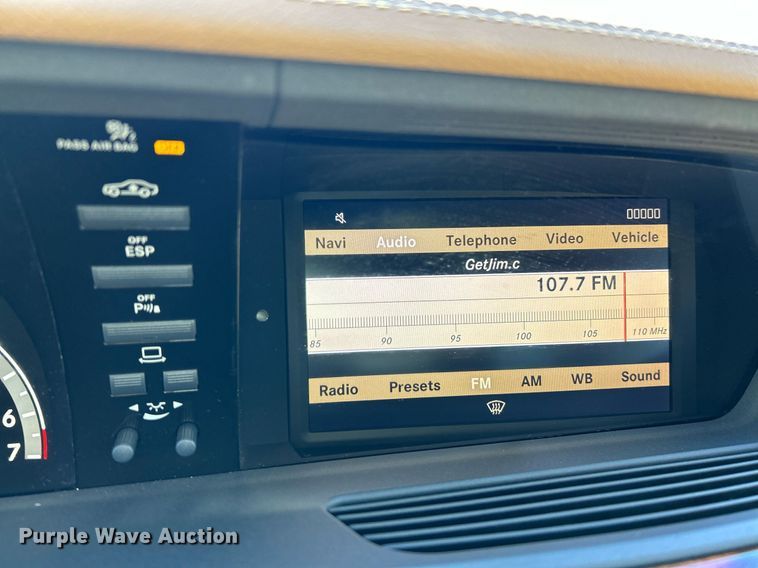 PASS AIR BAG OFF
OFF
ESP
OFF
Navi Audio Telephone Video Vehicle
GetJim.c
107.7 FM
85 90 95 100 105 110 MHz
Radio Presets FM AM WB Sound
6
7
Purple Wave Auction